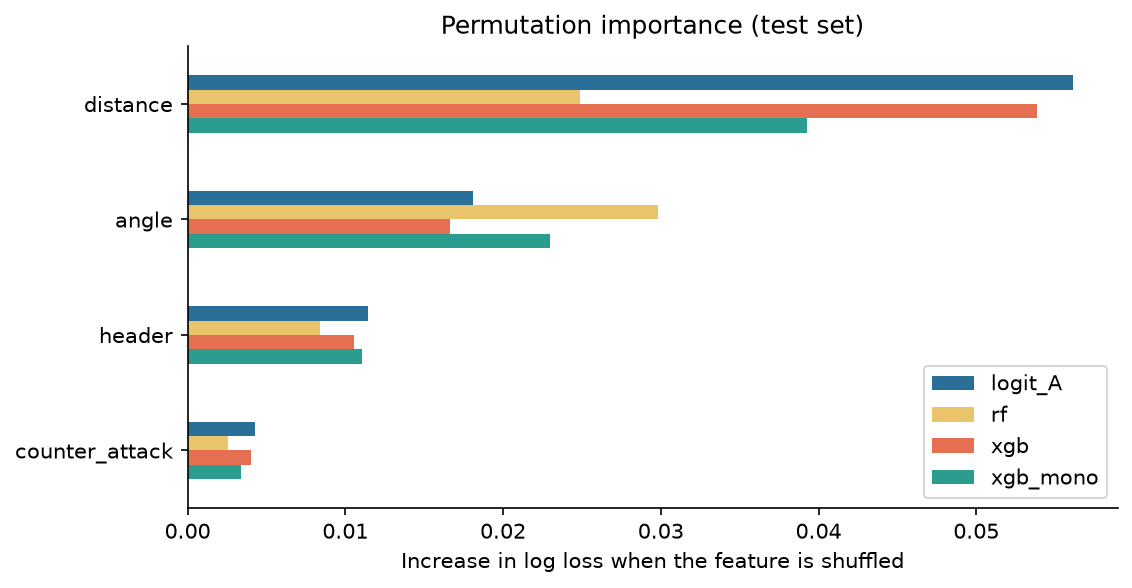 Permutation importance (test set)
distance
angle
header
counter_attack
logit_A
rf
xgb
xgb_mono
0.00 0.01 0.02 0.03 0.04 0.05
Increase in log loss when the feature is shuffled